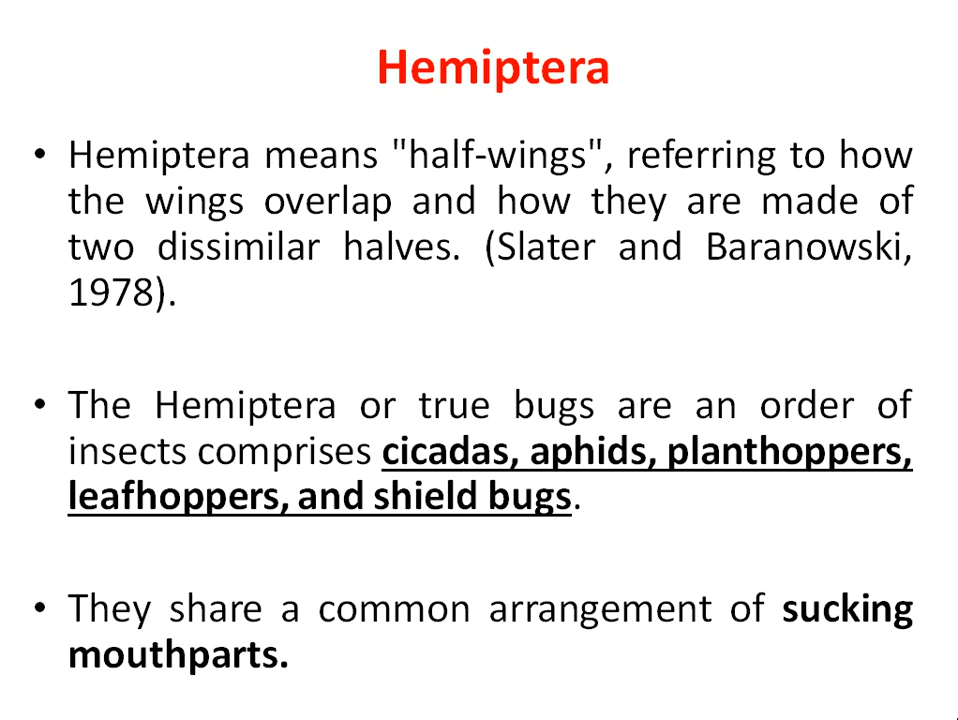 Hemiptera
• Hemiptera means "half-wings", referring to how
the wings overlap and how they are made of
two dissimilar halves. (Slater and Baranowski,
1978).
• The Hemiptera or true bugs are an order of
insects comprises cicadas, aphids, planthoppers,
leafhoppers, and shield bugs.
• They share a common arrangement of sucking
mouthparts.